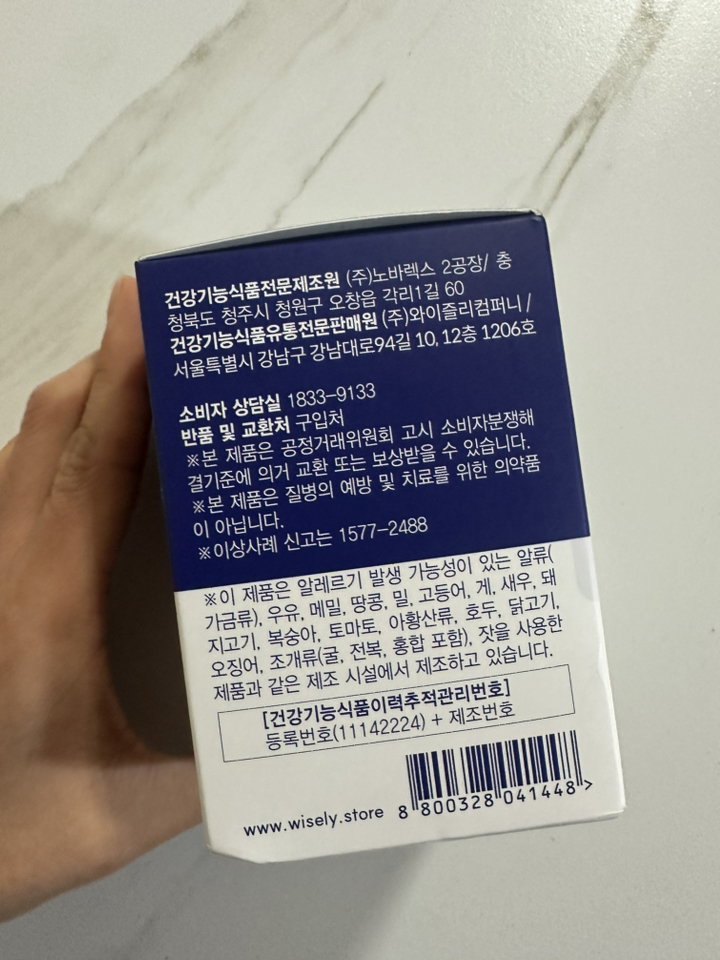 건강기능식품전문제조원 (주)노바렉스 2공장/ 충
청북도 청주시 청원구 오창읍 각리1길 60
건강기능식품유통전문판매원 (주)와이즐리컴퍼니 /
서울특별시 강남구 강남대로94길 10, 12층 1206호
소비자 상담실 1833-9133
반품 및 교환처 구입처
※본 제품은 공정거래위원회 고시 소비자분쟁해
결기준에 의거 교환 또는 보상받을 수 있습니다.
※본 제품은 질병의 예방 및 치료를 위한 의약품
이 아닙니다.
※이상사례 신고는 1577-2488
※이 제품은 알레르기 발생 가능성이 있는 알류(
가금류), 우유, 메밀, 땅콩, 밀, 고등어, 게, 새우, 돼
지고기, 복숭아, 토마토, 아황산류, 호두, 닭고기,
오징어, 조개류(굴, 전복, 홍합 포함), 잣을 사용한
제품과 같은 제조 시설에서 제조하고 있습니다.
[건강기능식품이력추적관리번호]
등록번호(11142224) + 제조번호
www.wisely.store
8 800328 041448 >